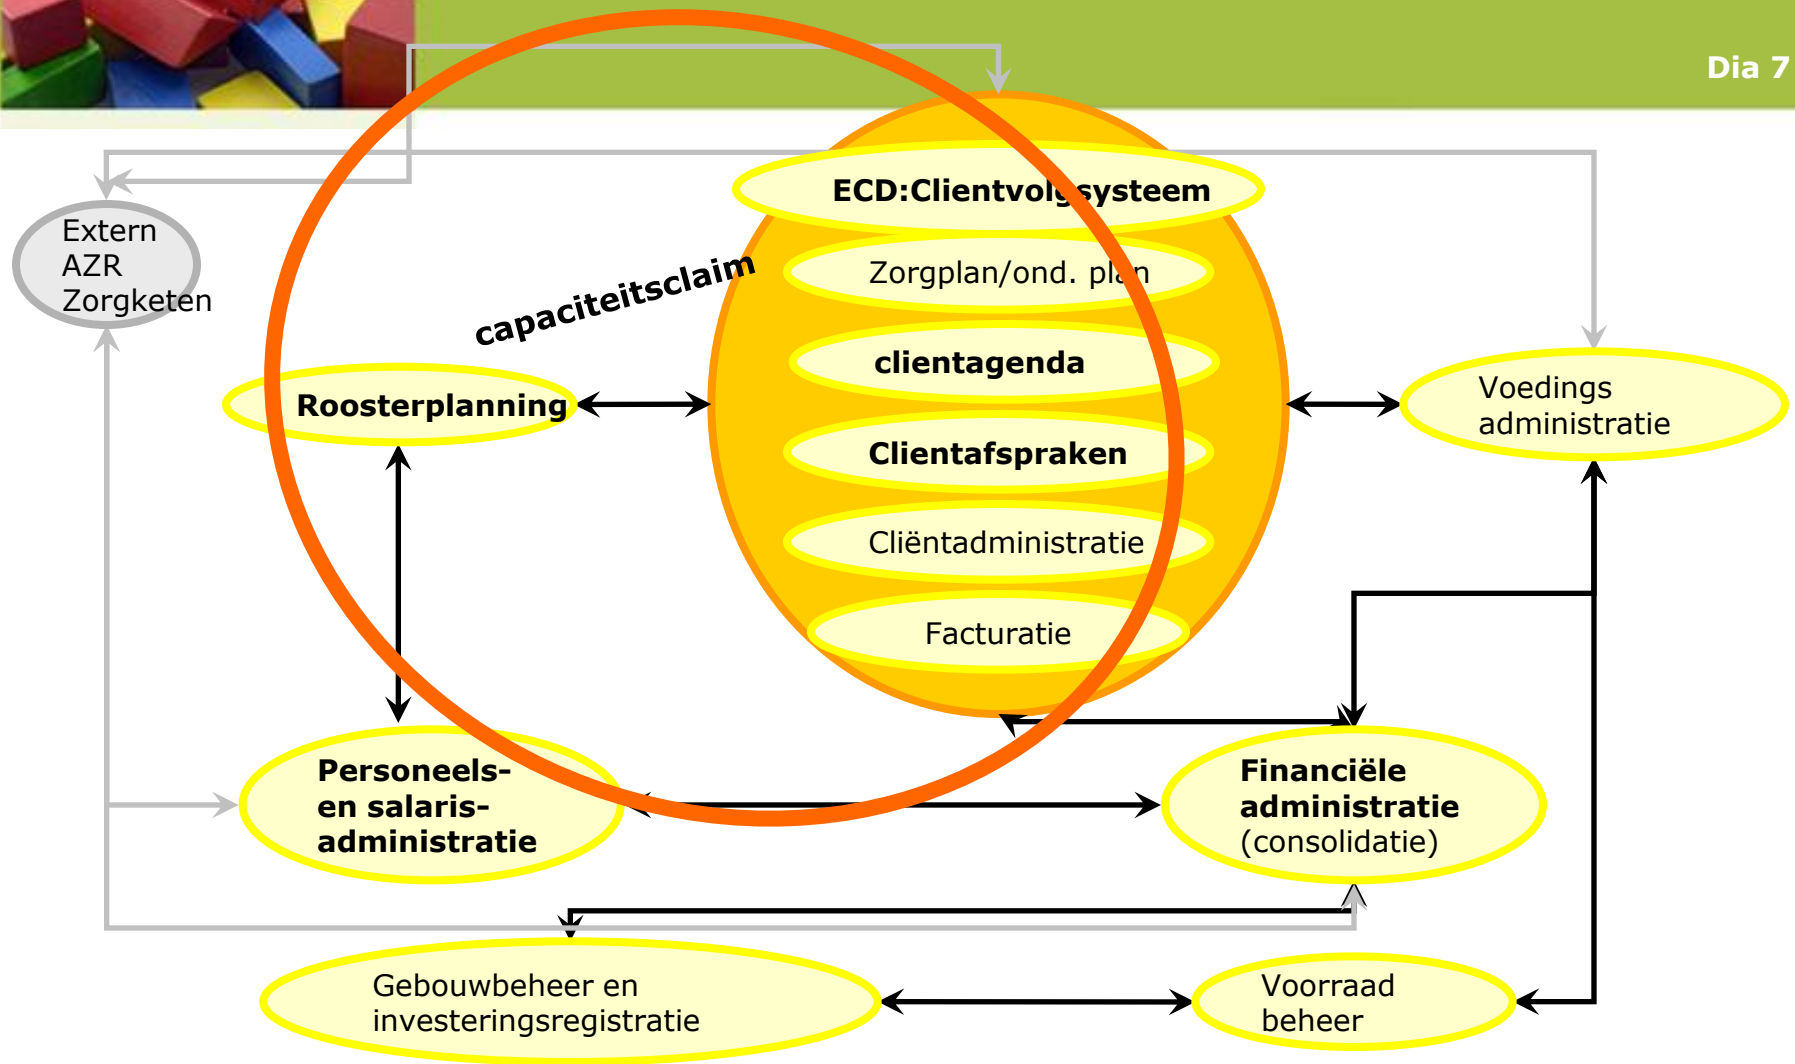 Dia 7
ECD:Clientvolgsysteem
Extern
AZR
Zorgketen
capaciteitsclaim
Zorgplan/ond. plan
clientagenda
Roosterplanning
Voedings
administratie
Clientafspraken
Cliëntadministratie
Facturatie
Personeels-
en salaris-
administratie
Financiële
administratie
(consolidatie)
Gebouwbeheer en
investeringsregistratie
Voorraad
beheer